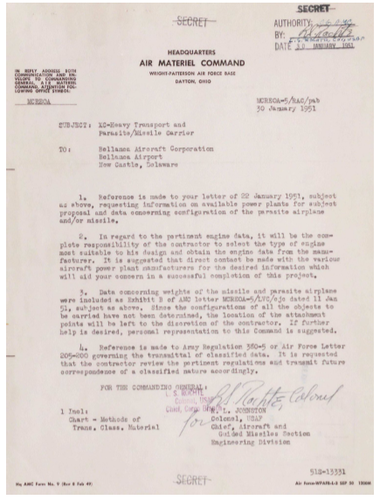 SECRET
SECRET
AUTHORITY:
BY:
DATE 30 JANUARY, 1951
HEADQUARTERS
AIR MATERIEL COMMAND
WRIGHT-PATTERSON AIR FORCE BASE
DAYTON, OHIO
IN REPLY ADDRESS BOTH
COMMUNICATION AND EN-
VELOPE TO COMMANDING
GENERAL, AIR MATERIEL
COMMAND, ATTENTION FOL-
LOWING OFFICE SYMBOL:
MCREOA
MCREOA-5/NAC/pab
30 January 1951
SUBJECT: XC-Heavy Transport and
Parasite/Missile Carrier
TO: Bellanca Aircraft Corporation
Bellanca Airport
New Castle, Delaware
1. Reference is made to your letter of 22 January 1951, subject
as above, requesting information on available power plants for subject
proposal and data concerning configuration of the parasite airplane
and/or missile.
2. In regard to the pertinent engine data, it will be the com-
plete responsibility of the contractor to select the type of engine
most suitable to his design and obtain the engine data from the manu-
facturer. It is suggested that direct contact be made with the various
aircraft power plant manufacturers for the desired information which
will aid your concern in a successful completion of this project.
3. Data concerning weights of the missile and parasite airplane
were included as Exhibit B of AMC letter MCREOA-5/LVC/ejs dated 11 Jan
51, subject as above. Since the configurations of all the objects to
be carried have not been determined, the location of the attachment
points will be left to the discretion of the contractor. If further
help is desired, personal representation to this Command is suggested.
4. Reference is made to Army Regulation 380-5 or Air Force Letter
205-200 governing the transmittal of classified data. It is requested
that the contractor review the pertinent regulations and transmit future
correspondence of a classified nature accordingly.
FOR THE COMMANDING GENERAL:
Colonel, USAF
Colonel
for
1 Incl:
Chart - Methods of
Trans. Class. Material
L. JOHNSTON
Colonel, USAF
Chief, Aircraft and
Guided Missiles Section
Engineering Division
51G-13331
SECRET